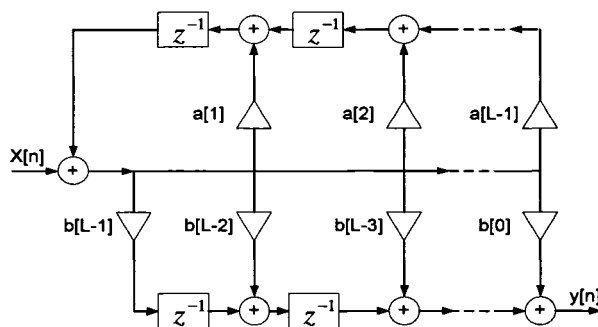 z⁻¹ + z⁻¹ +
a[1] a[2] a[L-1]
X[n]
+
b[L-1] b[L-2] b[L-3] b[0]
y[n]
z⁻¹ + z⁻¹ + +